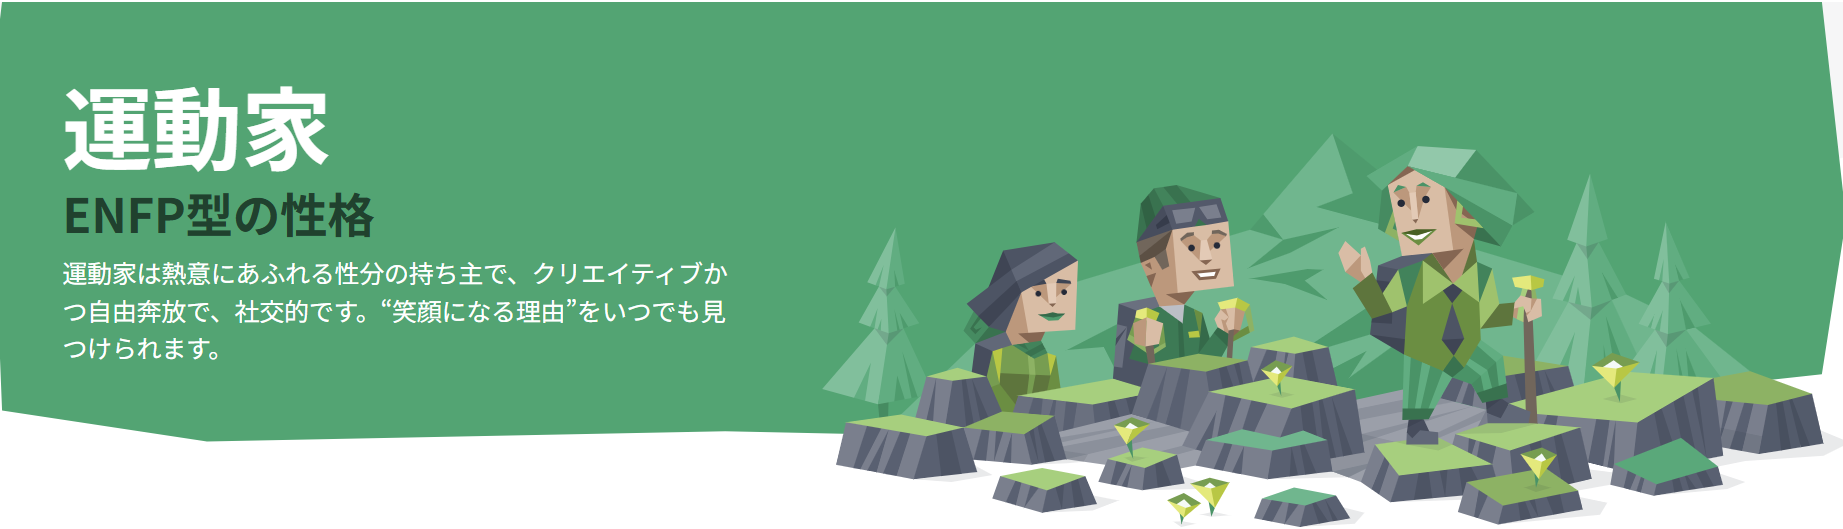 運動家
ENFP型の性格
運動家は熱意にあふれる性分の持ち主で、クリエイティブか
つ自由奔放で、社交的です。“笑顔になる理由”をいつでも見
つけられます。